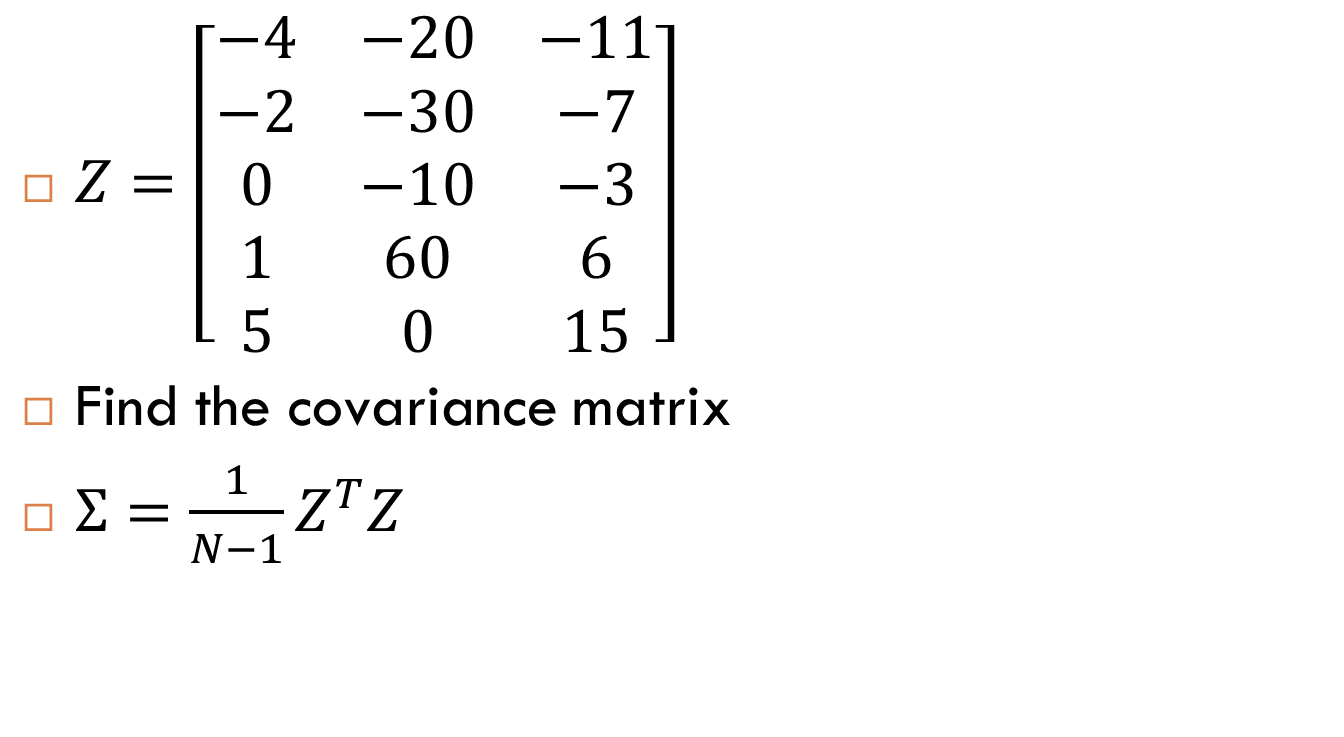 □ Z = [−4 −20 −11
−2 −30 −7
0 −10 −3
1 60 6
5 0 15]
□ Find the covariance matrix
□ Σ = 1/(N−1) Z^T Z